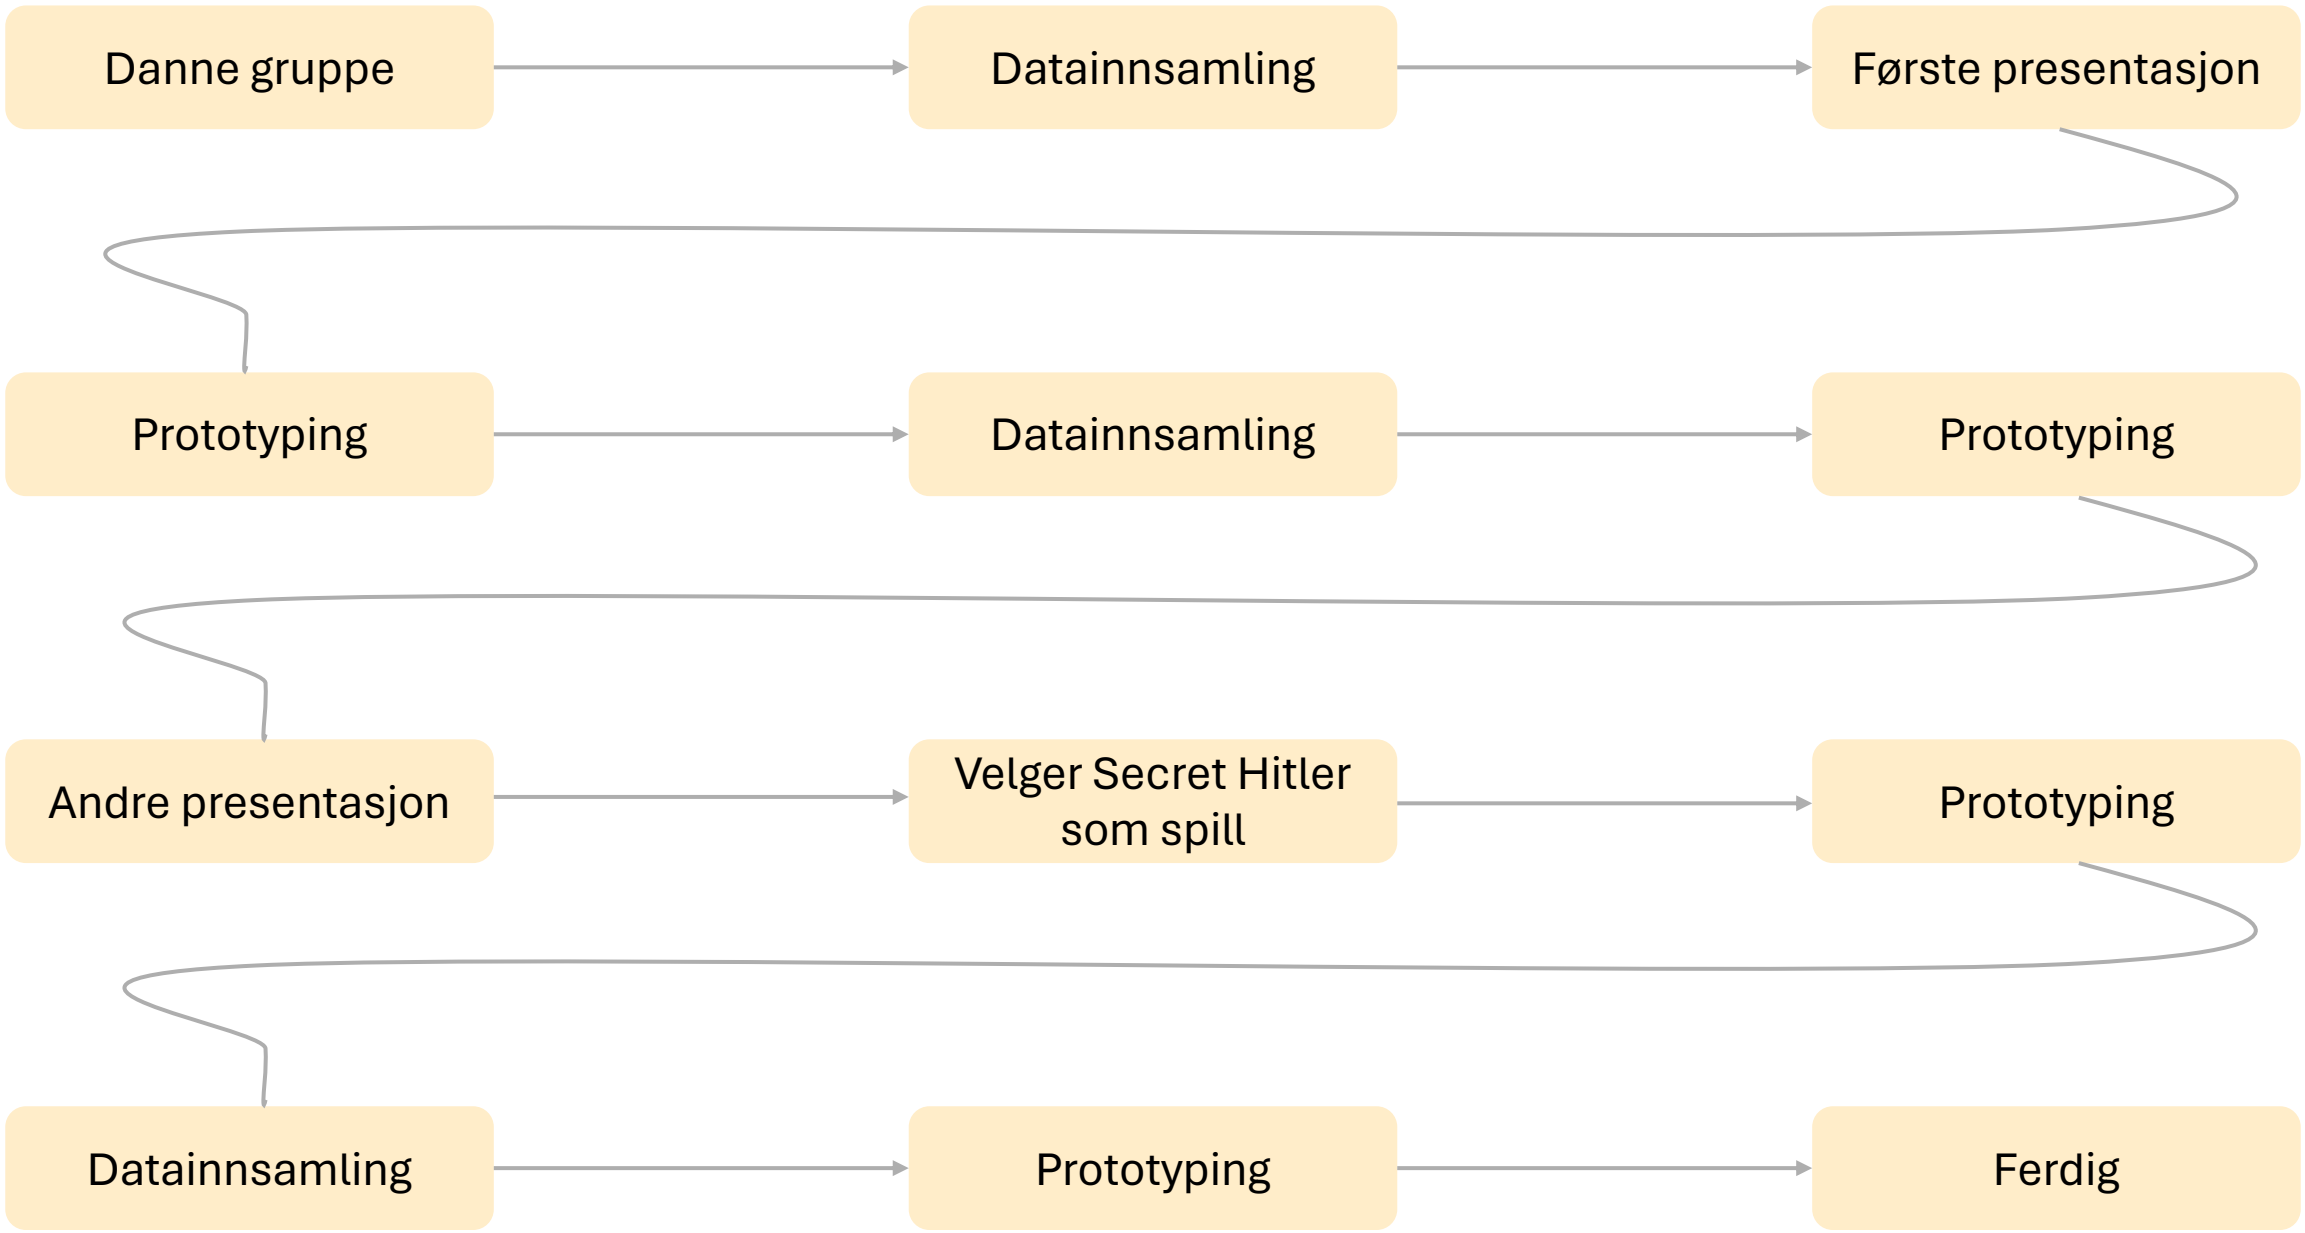 Danne gruppe
Datainnsamling
Første presentasjon
Prototyping
Datainnsamling
Prototyping
Andre presentasjon
Velger Secret Hitler
som spill
Prototyping
Datainnsamling
Prototyping
Ferdig